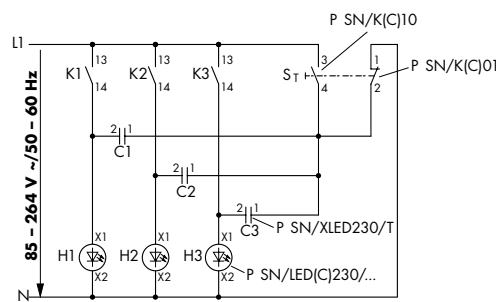 P SN/K(C)10
L1
13 13 13 3 1
K1 K2 K3 ST P SN/K(C)01
14 14 14 4 2
2 1
C1
2 1
C2
2 1
C3 P SN/XLED230/T
X1 X1 X1
H1 H2 H3
X2 X2 X2 P SN/LED(C)230/...
N
85 – 264 V ~/50 – 60 Hz